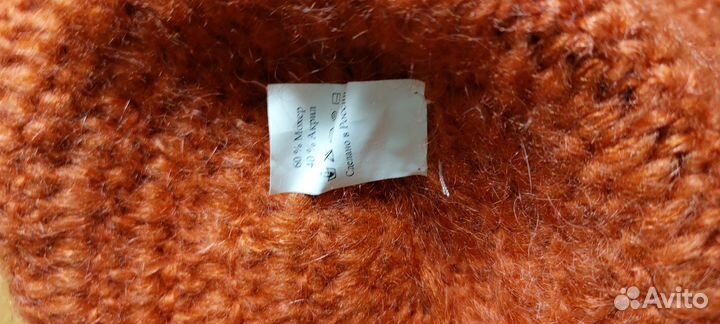 60 % Мохер
40 % Акрил
Сделано в России
Avito